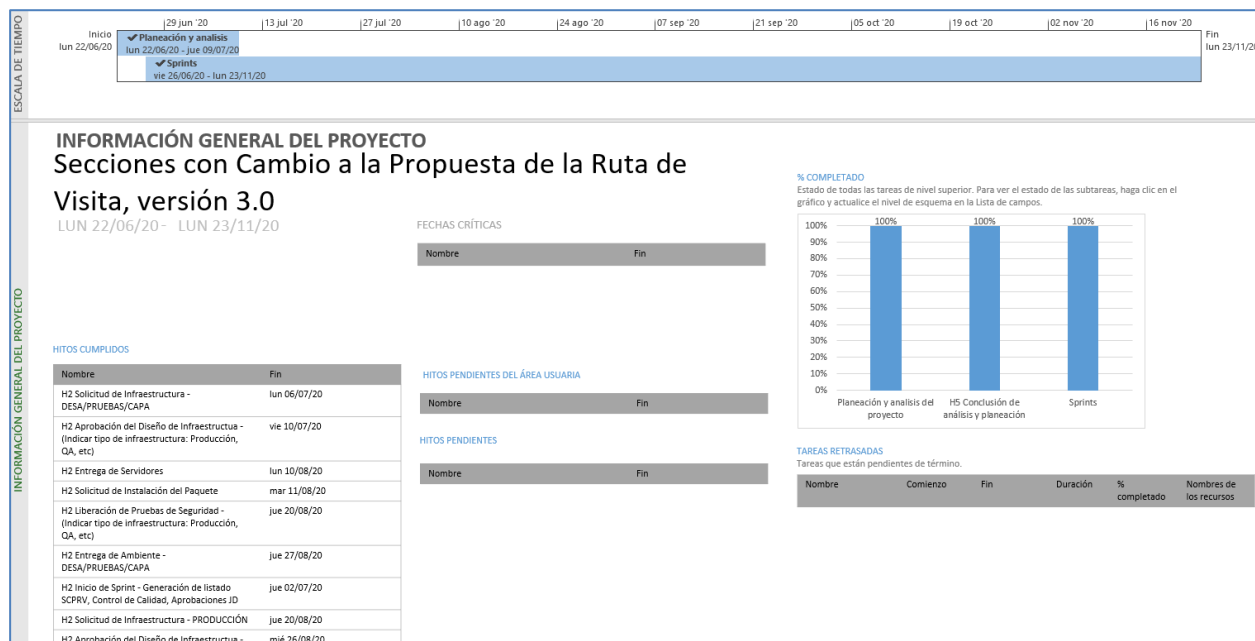 ESCALA DE TIEMPO
29 jun '20
13 jul '20
27 jul '20
10 ago '20
24 ago '20
07 sep '20
21 sep '20
05 oct '20
19 oct '20
02 nov '20
16 nov '20
Inicio
lun 22/06/20
Planeación y analisis
lun 22/06/20 - jue 09/07/20
Sprints
vie 26/06/20 - lun 23/11/20
Fin
lun 23/11/20
INFORMACIÓN GENERAL DEL PROYECTO
INFORMACIÓN GENERAL DEL PROYECTO
Secciones con Cambio a la Propuesta de la Ruta de
Visita, versión 3.0
LUN 22/06/20 - LUN 23/11/20
FECHAS CRÍTICAS
Nombre Fin
HITOS CUMPLIDOS
Nombre Fin
H2 Solicitud de Infraestructura - lun 06/07/20
DESA/PRUEBAS/CAPA
H2 Aprobación del Diseño de Infraestructua - vie 10/07/20
(Indicar tipo de infraestructura: Producción,
QA, etc)
H2 Entrega de Servidores lun 10/08/20
H2 Solicitud de Instalación del Paquete mar 11/08/20
H2 Liberación de Pruebas de Seguridad - jue 20/08/20
(Indicar tipo de infraestructura: Producción,
QA, etc)
H2 Entrega de Ambiente - jue 27/08/20
DESA/PRUEBAS/CAPA
H2 Inicio de Sprint - Generación de listado jue 02/07/20
SCPRV, Control de Calidad, Aprobaciones JD
H2 Solicitud de Infraestructura - PRODUCCIÓN jue 20/08/20
H2 Aprobación del Diseño de Infraestructua - mié 26/08/20
HITOS PENDIENTES DEL ÁREA USUARIA
Nombre Fin
HITOS PENDIENTES
Nombre Fin
% COMPLETADO
Estado de todas las tareas de nivel superior. Para ver el estado de las subtareas, haga clic en el
gráfico y actualice el nivel de esquema en la Lista de campos.
100%
90%
80%
70%
60%
50%
40%
30%
20%
10%
0%
100% 100% 100%
Planeación y analisis del
proyecto
H5 Conclusión de
análisis y planeación
Sprints
TAREAS RETRASADAS
Tareas que están pendientes de término.
Nombre Comienzo Fin Duración % Nombres de
completado los recursos